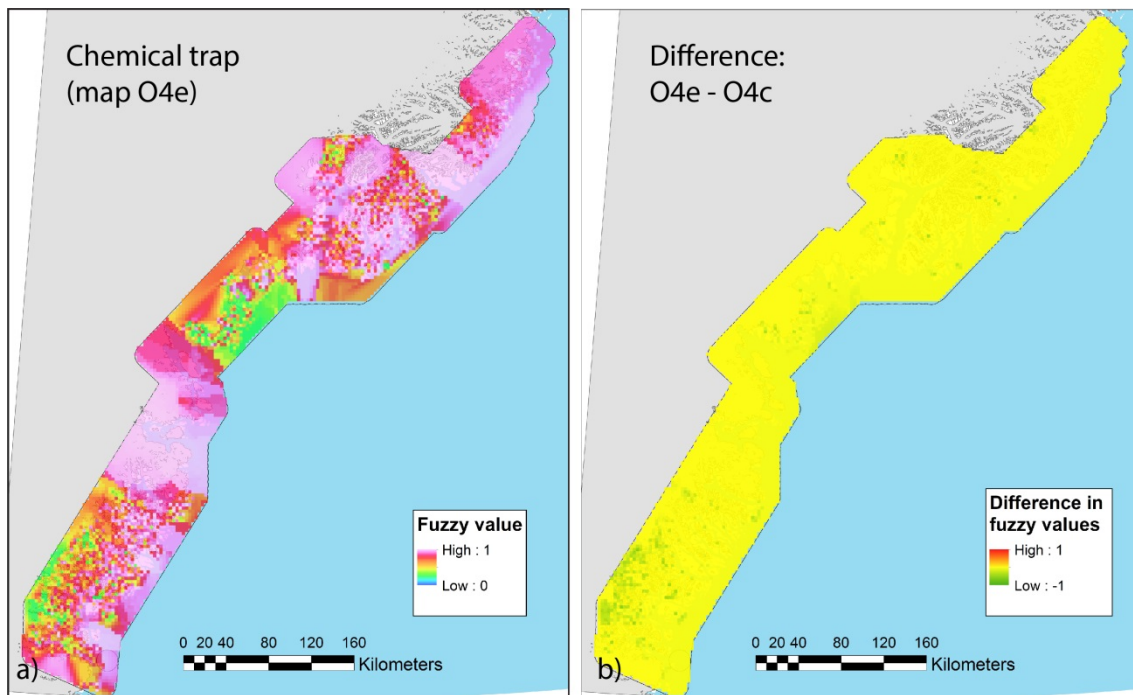 Chemical trap
(map O4e)
Fuzzy value
High : 1
Low : 0
0 20 40 80 120 160
Kilometers
a)
Difference:
O4e - O4c
Difference in
fuzzy values
High : 1
Low : -1
0 20 40 80 120 160
Kilometers
b)